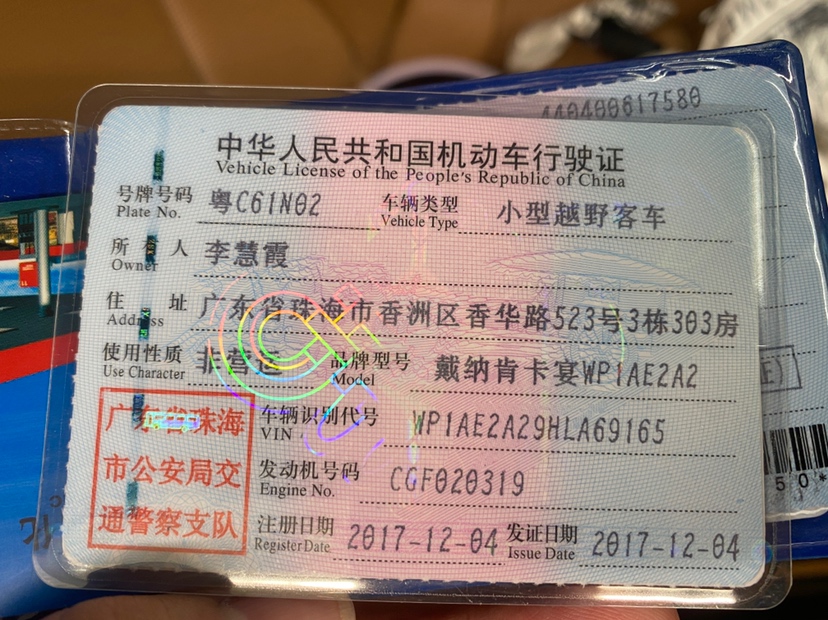 440400617580
中华人民共和国机动车行驶证
Vehicle License of the People's Republic of China
号牌号码 粤C61N02 车辆类型 小型越野客车
Plate No. Vehicle Type
所有人 李慧霞
Owner
住址 广东省珠海市香洲区香华路523号3栋303房
Address
使用性质 非营运 品牌型号 戴纳肯卡宴WP1AE2A2
Use Character Model
广东省珠海
市公安局交
通警察支队
车辆识别代号 WP1AE2A29HLA69165
VIN
发动机号码 CGF020319
Engine No.
注册日期 2017-12-04 发证日期 2017-12-04
Register Date Issue Date